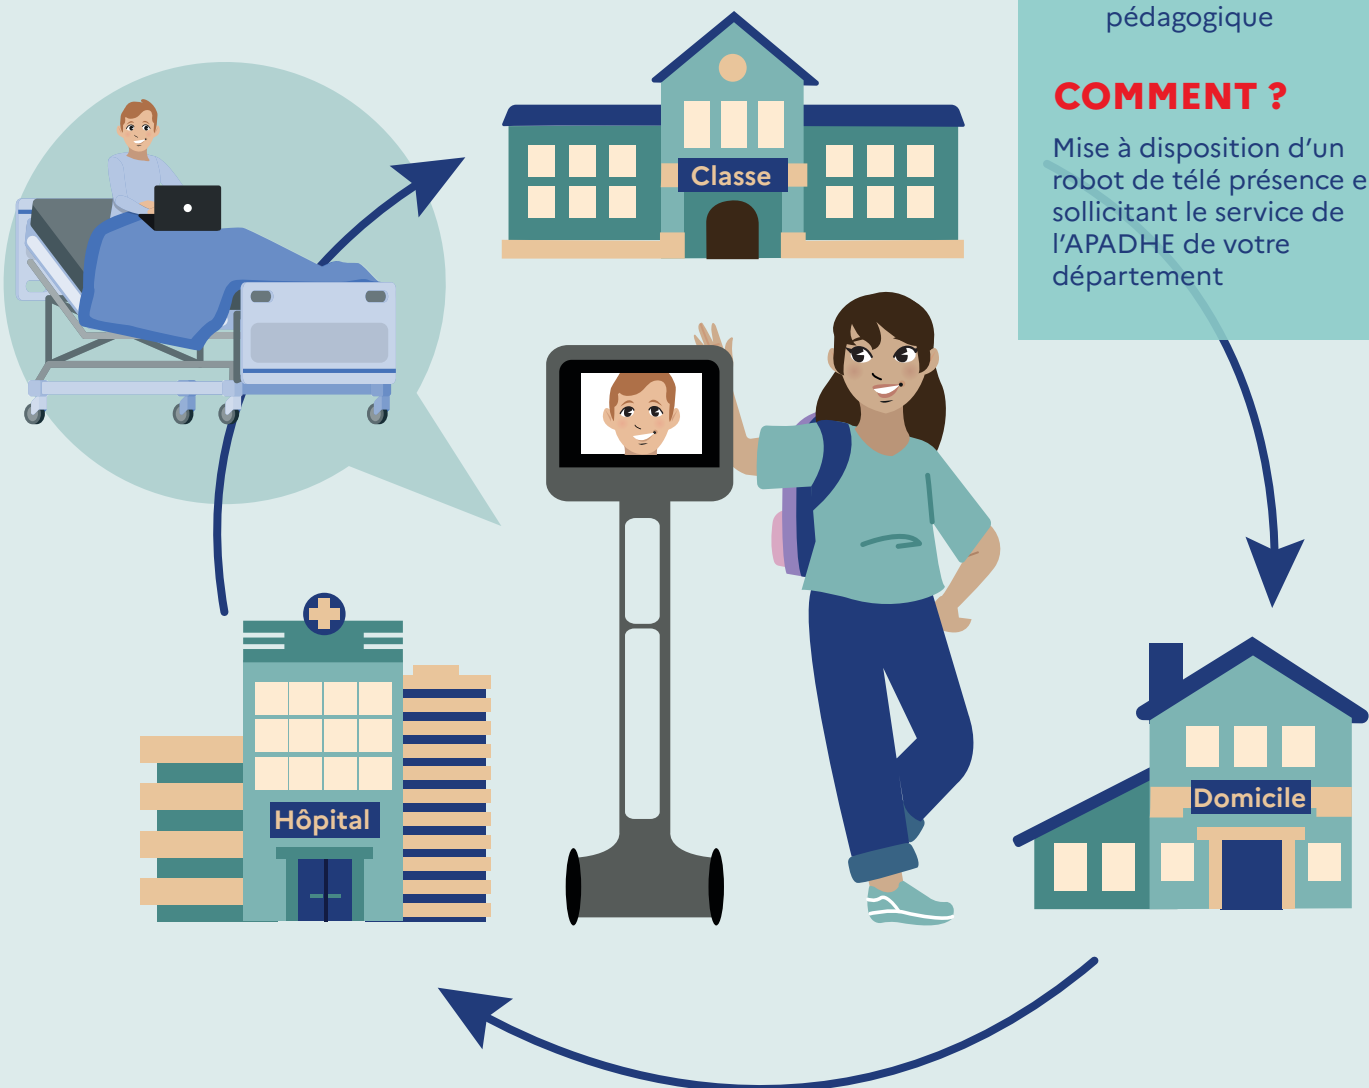 pédagogique
COMMENT ?
Mise à disposition d'un
robot de télé présence e
sollicitant le service de
l'APADHE de votre
département
Classe
Hôpital
Domicile